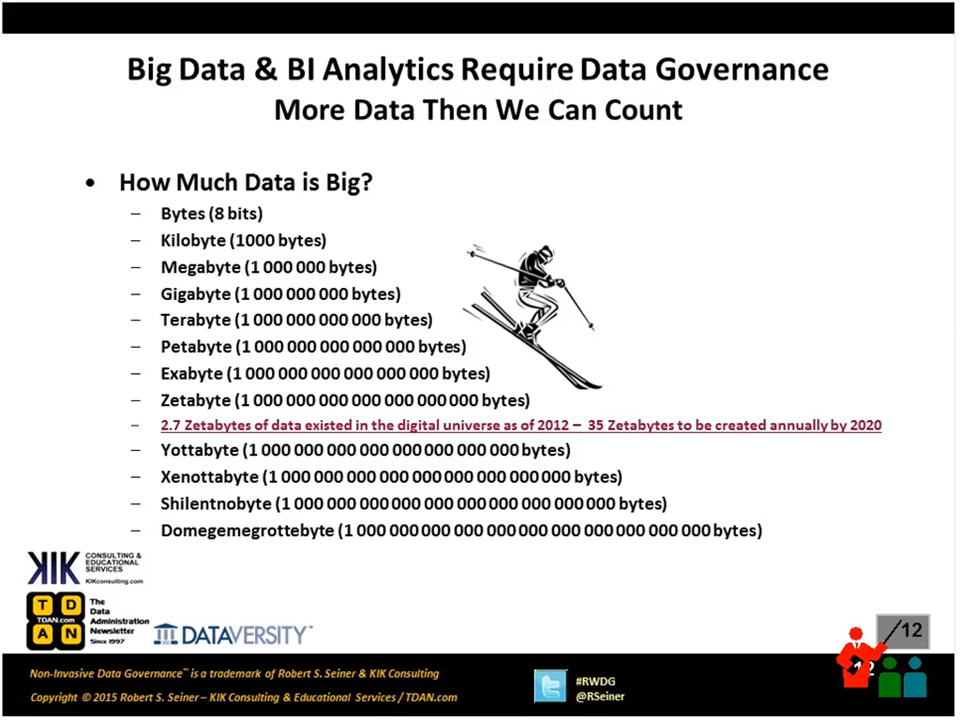 Big Data & BI Analytics Require Data Governance
More Data Then We Can Count
• How Much Data is Big?
– Bytes (8 bits)
– Kilobyte (1000 bytes)
– Megabyte (1 000 000 bytes)
– Gigabyte (1 000 000 000 bytes)
– Terabyte (1 000 000 000 000 bytes)
– Petabyte (1 000 000 000 000 000 bytes)
– Exabyte (1 000 000 000 000 000 000 bytes)
– Zetabyte (1 000 000 000 000 000 000 000 bytes)
– 2.7 Zetabytes of data existed in the digital universe as of 2012 – 35 Zetabytes to be created annually by 2020
– Yottabyte (1 000 000 000 000 000 000 000 000 bytes)
– Xenottabyte (1 000 000 000 000 000 000 000 000 000 bytes)
– Shilentnobyte (1 000 000 000 000 000 000 000 000 000 000 bytes)
– Domegemegrottebyte (1 000 000 000 000 000 000 000 000 000 000 000 bytes)
KIK CONSULTING & EDUCATIONAL SERVICES
KIKconsulting.com
T D TDAN.com A N
The Data Administration Newsletter
Since 1997
DATAVERSITY™
/12
12
Non-Invasive Data Governance™ is a trademark of Robert S. Seiner & KIK Consulting
Copyright © 2015 Robert S. Seiner – KIK Consulting & Educational Services / TDAN.com
#RWDG
@RSeiner